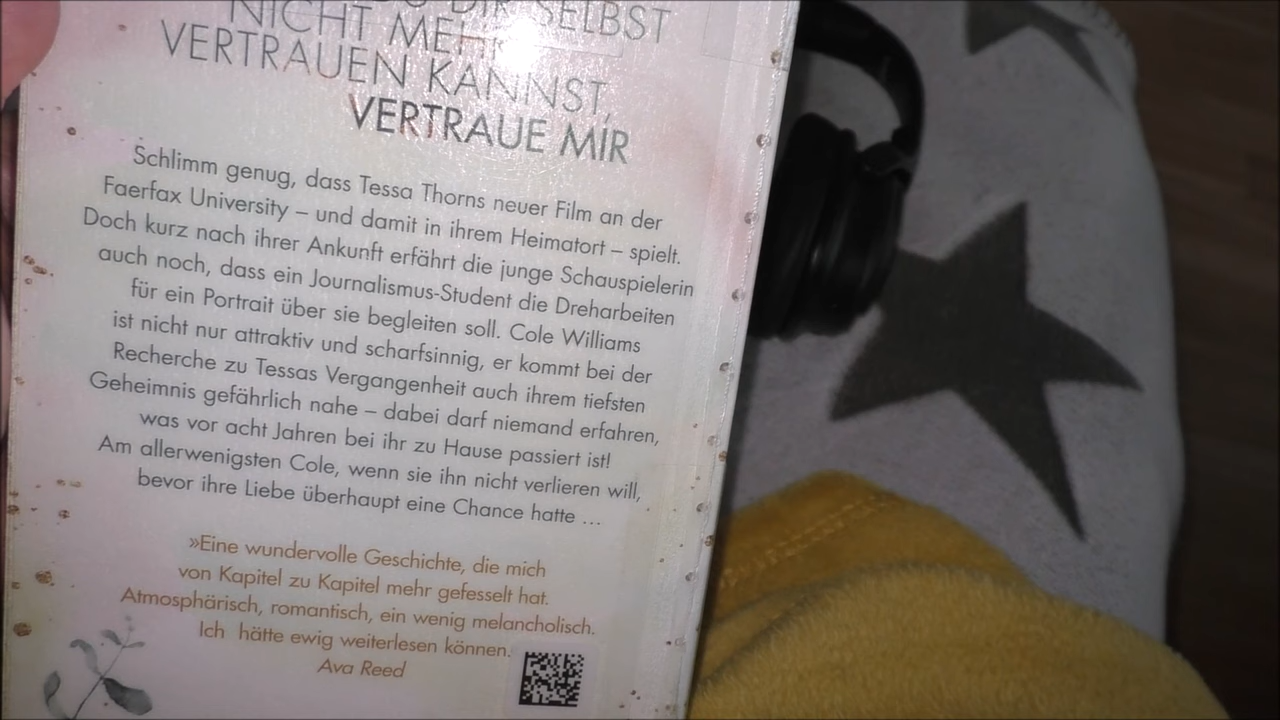 DU DIR SELBST
NICHT MEHR
VERTRAUEN KANNST,
VERTRAUE MIR
Schlimm genug, dass Tessa Thorns neuer Film an der
Faerfax University – und damit in ihrem Heimatort – spielt.
Doch kurz nach ihrer Ankunft erfährt die junge Schauspielerin
auch noch, dass ein Journalismus-Student die Dreharbeiten
für ein Portrait über sie begleiten soll. Cole Williams
ist nicht nur attraktiv und scharfsinnig, er kommt bei der
Recherche zu Tessas Vergangenheit auch ihrem tiefsten
Geheimnis gefährlich nahe – dabei darf niemand erfahren,
was vor acht Jahren bei ihr zu Hause passiert ist!
Am allerwenigsten Cole, wenn sie ihn nicht verlieren will,
bevor ihre Liebe überhaupt eine Chance hatte ...
»Eine wundervolle Geschichte, die mich
von Kapitel zu Kapitel mehr gefesselt hat.
Atmosphärisch, romantisch, ein wenig melancholisch.
Ich hätte ewig weiterlesen können.
Ava Reed